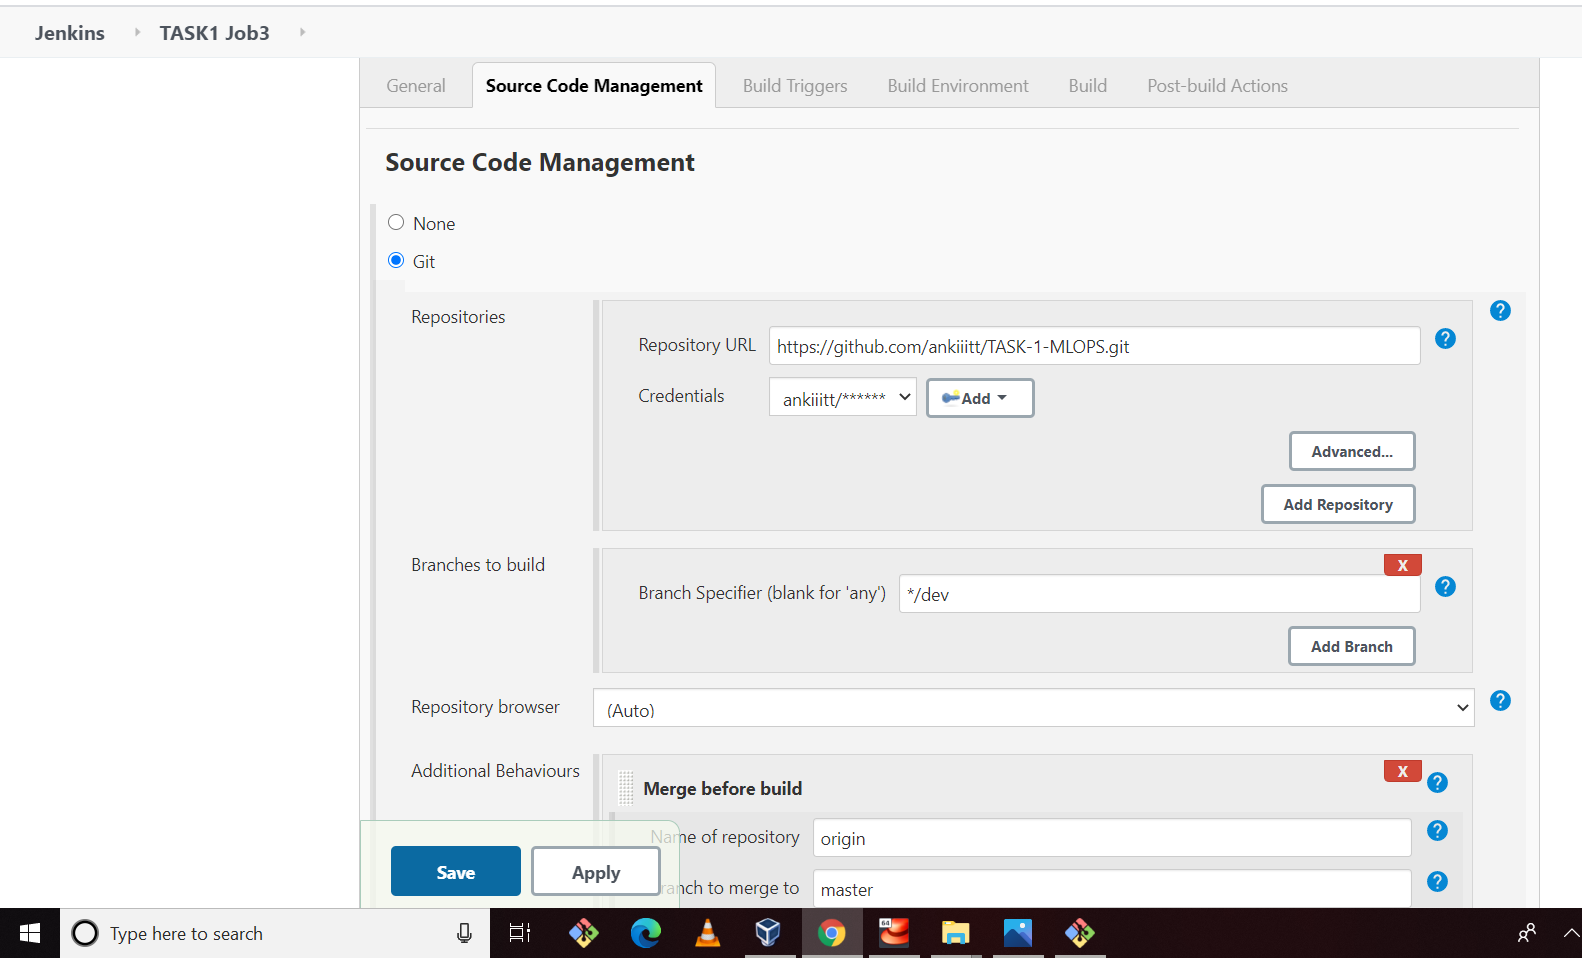 Jenkins TASK1 Job3
General Source Code Management Build Triggers Build Environment Build Post-build Actions
Source Code Management
None
Git
Repositories
Repository URL https://github.com/ankiiitt/TASK-1-MLOPS.git
Credentials ankiiitt/****** Add
Advanced...
Add Repository
Branches to build
X
Branch Specifier (blank for 'any') */dev
Add Branch
Repository browser (Auto)
Additional Behaviours
X
Merge before build
Name of repository origin
Branch to merge to master
Save Apply
Type here to search
64